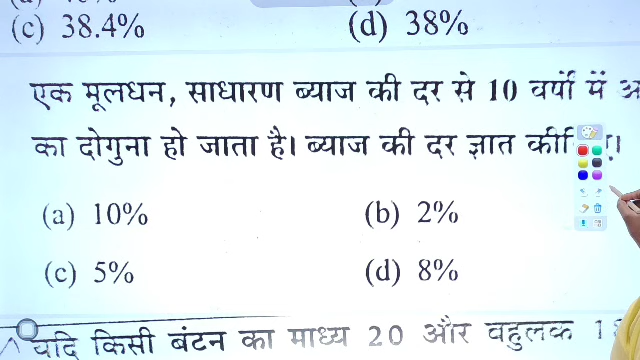 (c) 38.4% (d) 38%
एक मूलधन, साधारण ब्याज की दर से 10 वर्षों में
का दोगुना हो जाता है। ब्याज की दर ज्ञात
(a) 10% (b) 2%
(c) 5% (d) 8%
यदि किसी बंटन का माध्य 20 और बहुलक